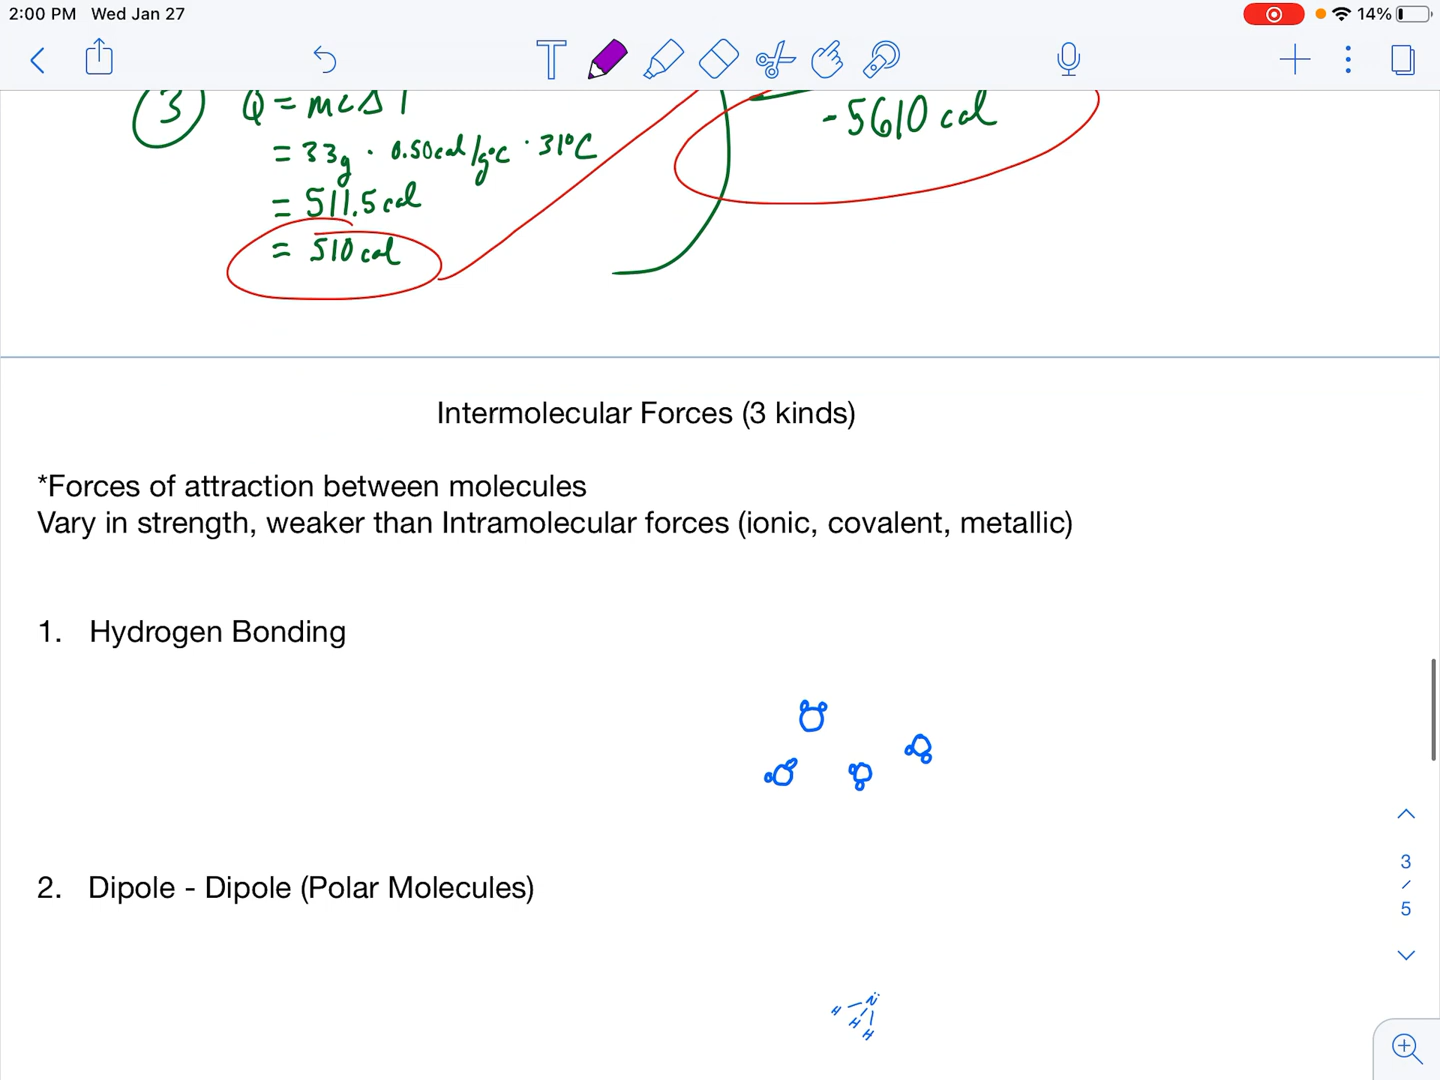 2:00 PM Wed Jan 27
14%
T
3 Q = mcΔT
= 33g · 0.50cal/g°C · 31°C
= 511.5cal
= 510 cal
-5610 cal
Intermolecular Forces (3 kinds)
*Forces of attraction between molecules
Vary in strength, weaker than Intramolecular forces (ionic, covalent, metallic)
1. Hydrogen Bonding
2. Dipole - Dipole (Polar Molecules)
3
/
5
N
H
H
H